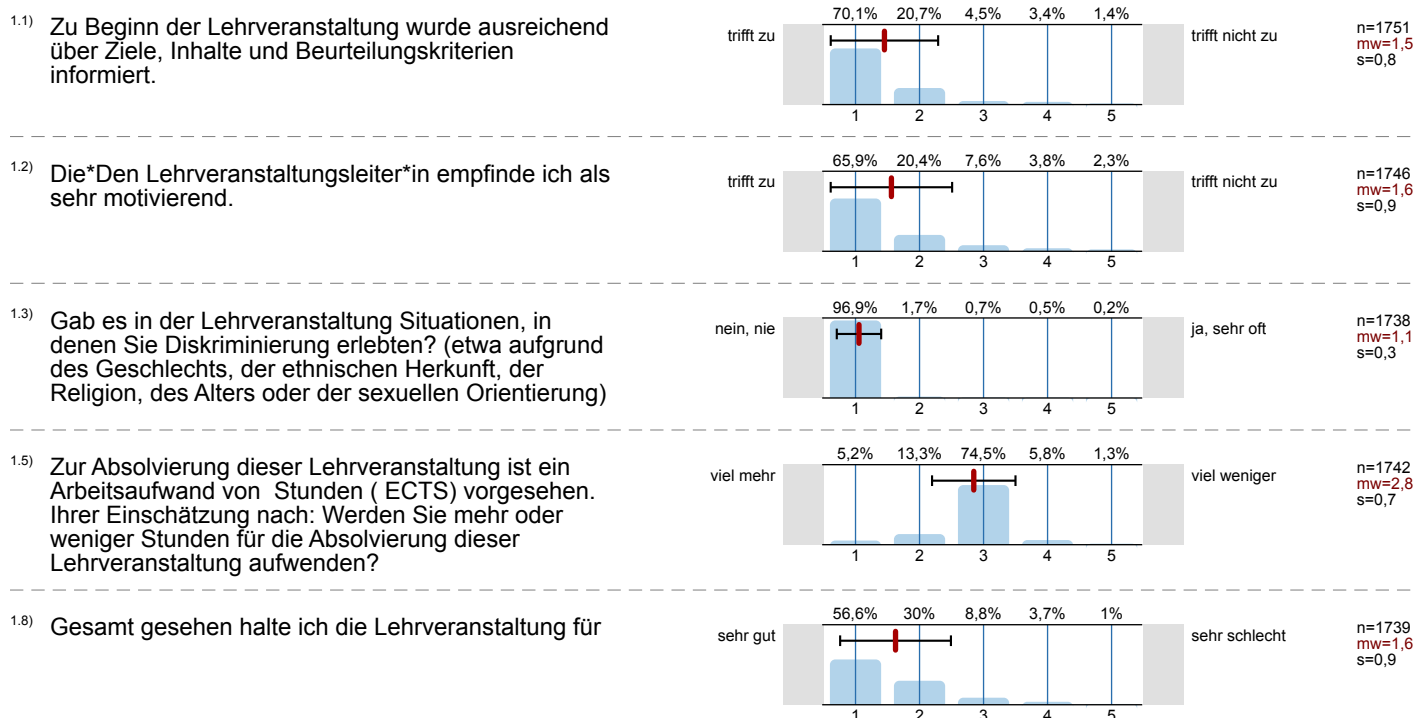 1.1) Zu Beginn der Lehrveranstaltung wurde ausreichend
über Ziele, Inhalte und Beurteilungskriterien
informiert.
trifft zu
70,1% 20,7% 4,5% 3,4% 1,4%
1 2 3 4 5
trifft nicht zu
n=1751
mw=1,5
s=0,8
1.2) Die*Den Lehrveranstaltungsleiter*in empfinde ich als
sehr motivierend.
trifft zu
65,9% 20,4% 7,6% 3,8% 2,3%
1 2 3 4 5
trifft nicht zu
n=1746
mw=1,6
s=0,9
1.3) Gab es in der Lehrveranstaltung Situationen, in
denen Sie Diskriminierung erlebten? (etwa aufgrund
des Geschlechts, der ethnischen Herkunft, der
Religion, des Alters oder der sexuellen Orientierung)
nein, nie
96,9% 1,7% 0,7% 0,5% 0,2%
1 2 3 4 5
ja, sehr oft
n=1738
mw=1,1
s=0,3
1.5) Zur Absolvierung dieser Lehrveranstaltung ist ein
Arbeitsaufwand von Stunden ( ECTS) vorgesehen.
Ihrer Einschätzung nach: Werden Sie mehr oder
weniger Stunden für die Absolvierung dieser
Lehrveranstaltung aufwenden?
viel mehr
5,2% 13,3% 74,5% 5,8% 1,3%
1 2 3 4 5
viel weniger
n=1742
mw=2,8
s=0,7
1.8) Gesamt gesehen halte ich die Lehrveranstaltung für
sehr gut
56,6% 30% 8,8% 3,7% 1%
1 2 3 4 5
sehr schlecht
n=1739
mw=1,6
s=0,9